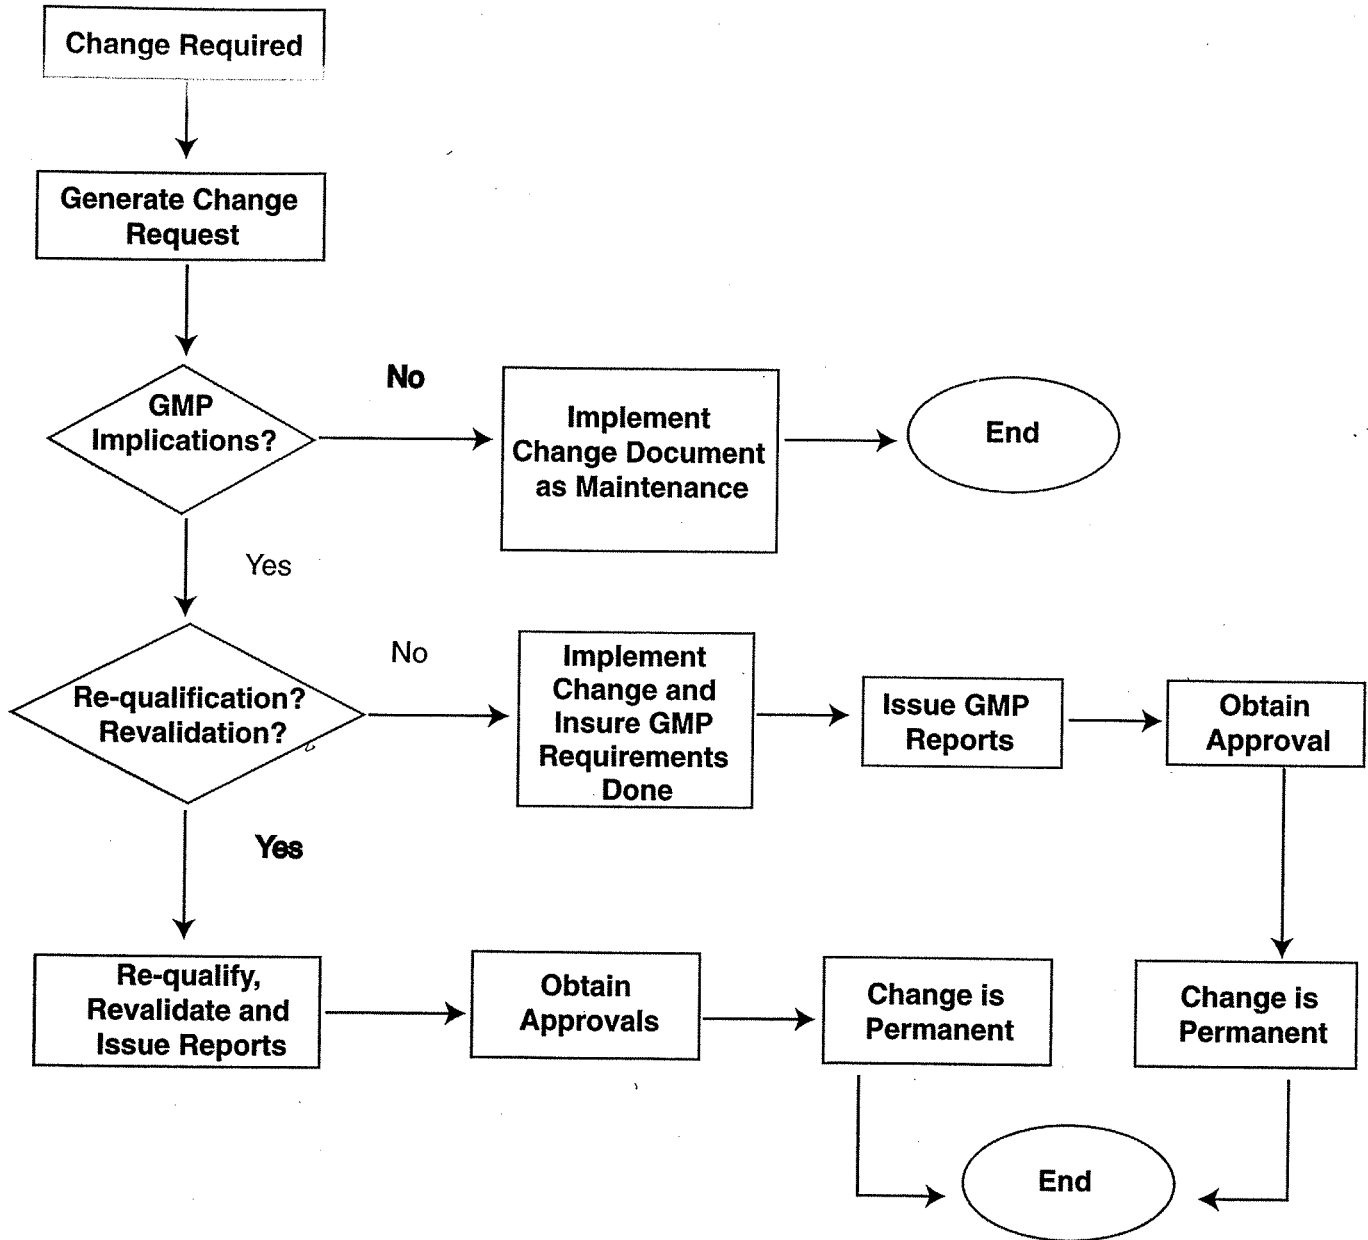 Change Required
Generate Change
Request
GMP
Implications?
No
Implement
Change Document
as Maintenance
End
Yes
Re-qualification?
Revalidation?
No
Implement
Change and
Insure GMP
Requirements
Done
Issue GMP
Reports
Obtain
Approval
Yes
Re-qualify,
Revalidate and
Issue Reports
Obtain
Approvals
Change is
Permanent
Change is
Permanent
End